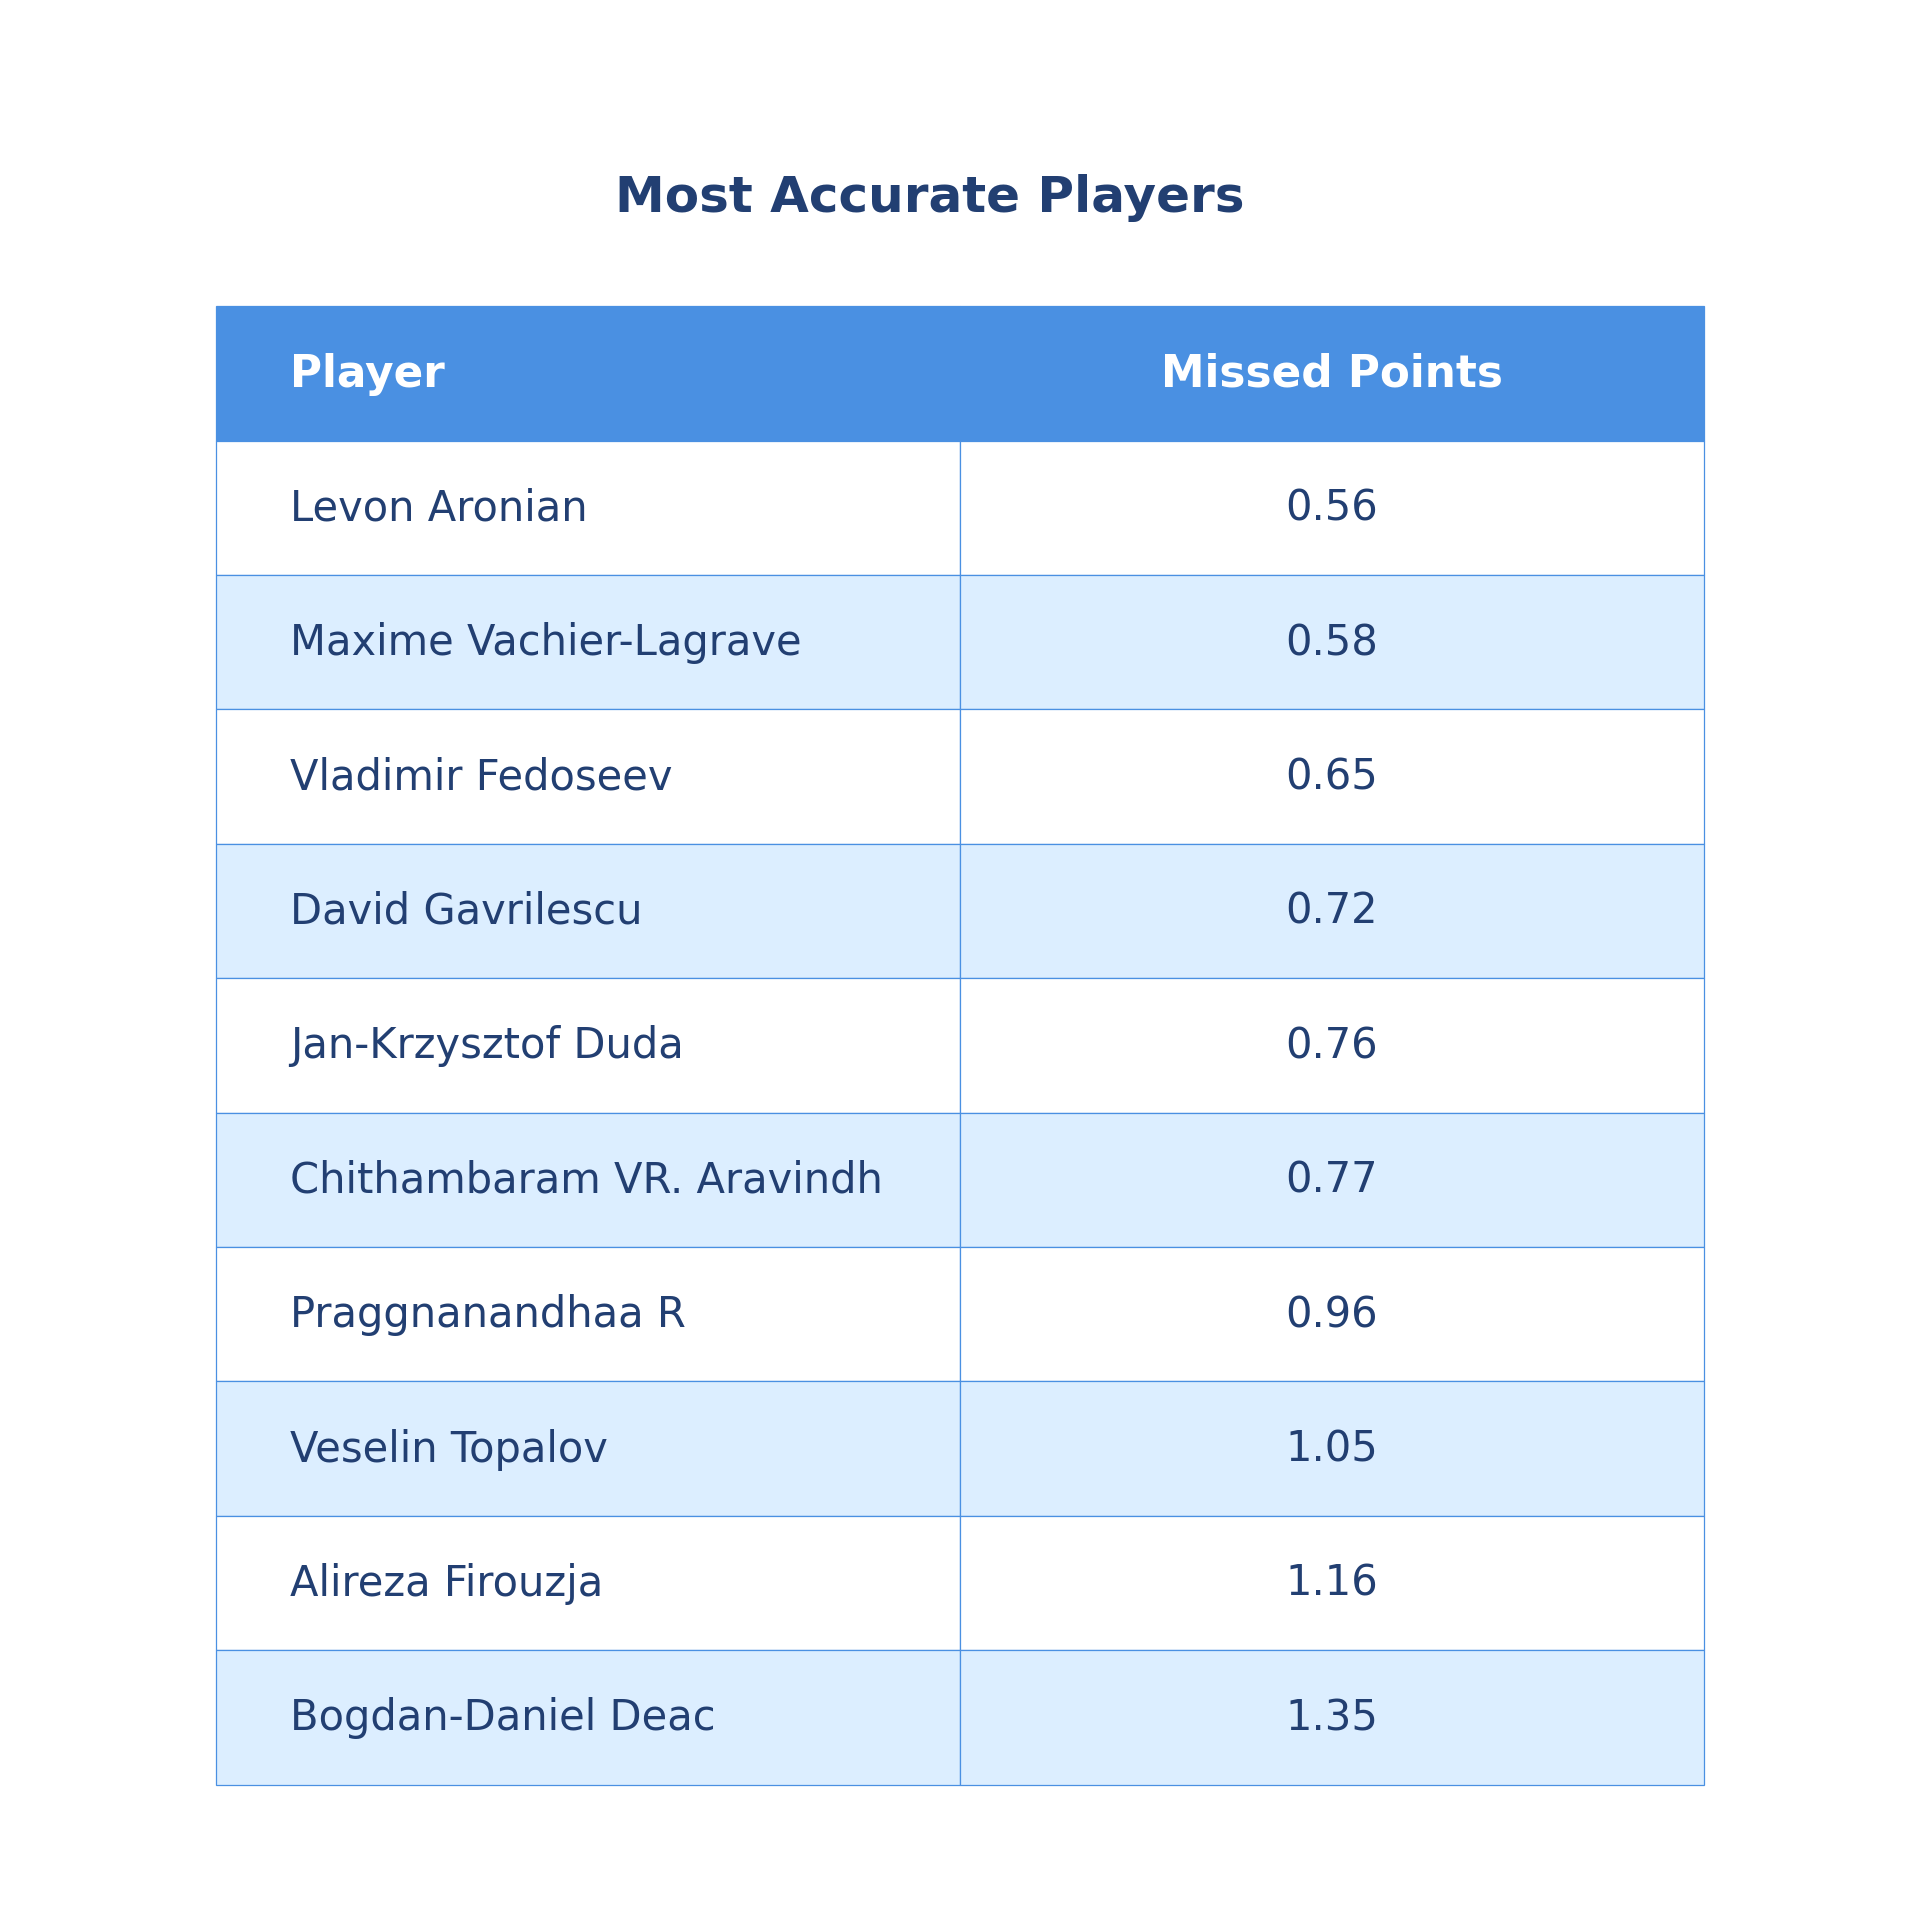 Most Accurate Players
Player Missed Points
Levon Aronian 0.56
Maxime Vachier-Lagrave 0.58
Vladimir Fedoseev 0.65
David Gavrilescu 0.72
Jan-Krzysztof Duda 0.76
Chithambaram VR. Aravindh 0.77
Praggnanandhaa R 0.96
Veselin Topalov 1.05
Alireza Firouzja 1.16
Bogdan-Daniel Deac 1.35